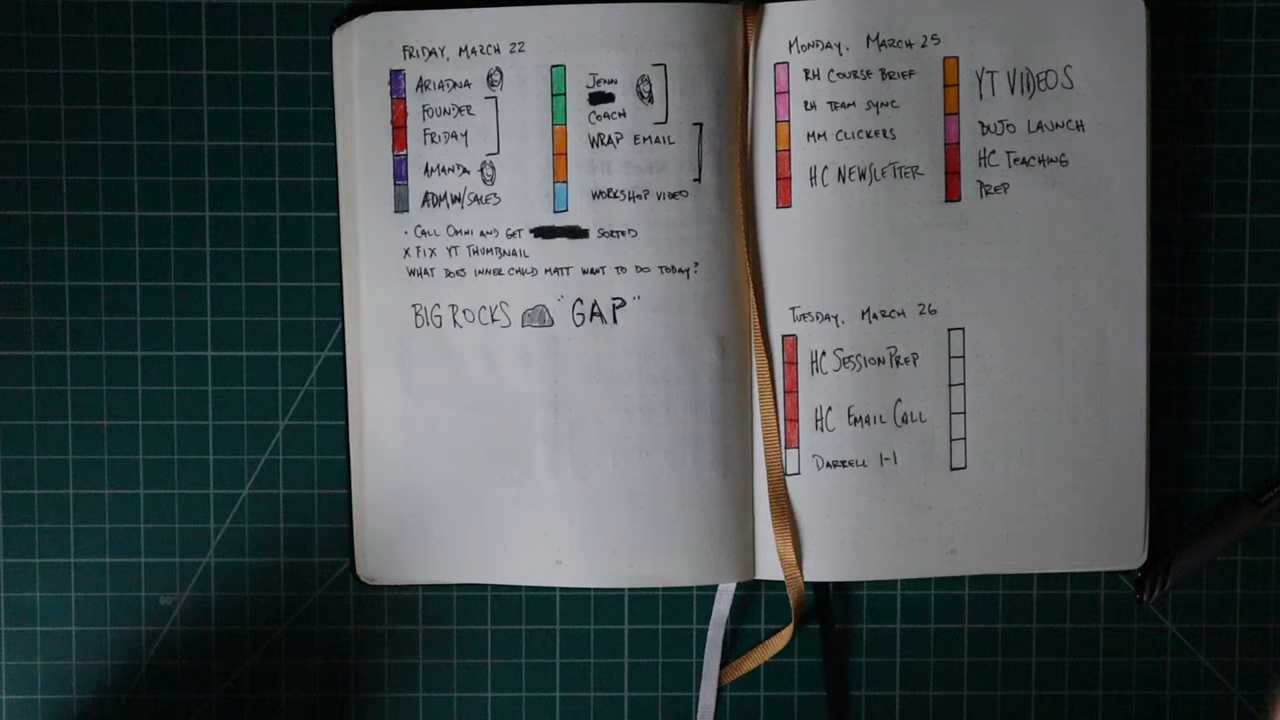 FRIDAY, MARCH 22
ARIADNA
FOUNDER
FRIDAY
AMANDA
ADMIN/SALES
JENN
COACH
WRAP EMAIL
WORKSHOP VIDEO
· CALL OMNI AND GET SORTED
X FIX YT THUMBNAIL
WHAT DOES INNER CHILD MATT WANT TO DO TODAY?
BIG ROCKS "GAP"
MONDAY, MARCH 25
RH COURSE BRIEF
RH TEAM SYNC
MM CLICKERS
HC NEWSLETTER
YT VIDEOS
BUJO LAUNCH
HC TEACHING
PREP
TUESDAY, MARCH 26
HC SESSION PREP
HC EMAIL CALL
DARRELL 1-1